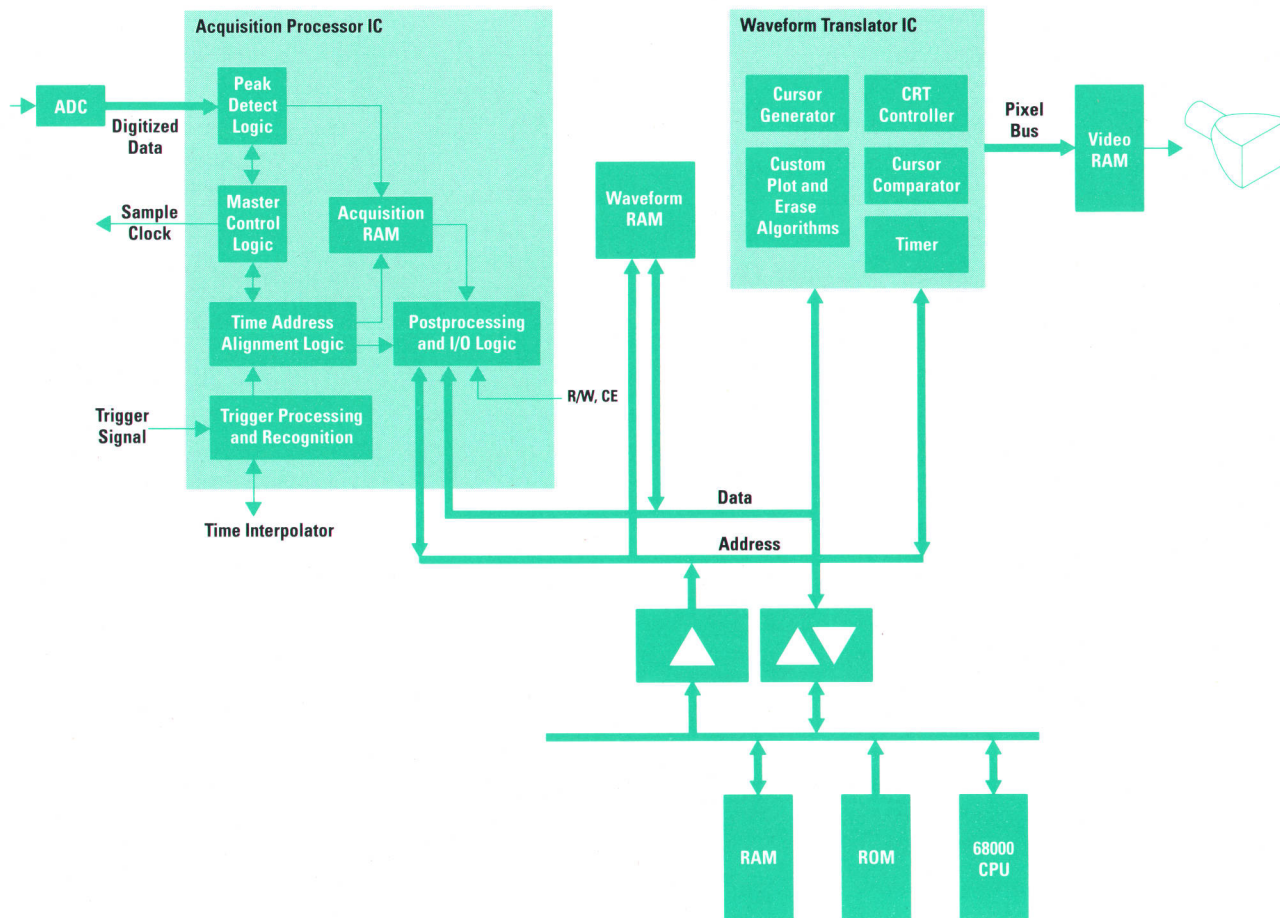 Acquisition Processor IC
ADC
Digitized
Data
Peak
Detect
Logic
Sample
Clock
Master
Control
Logic
Acquisition
RAM
Time Address
Alignment Logic
Postprocessing
and I/O Logic
R/W, CE
Trigger
Signal
Trigger Processing
and Recognition
Time Interpolator
Waveform
RAM
Waveform Translator IC
Cursor
Generator
CRT
Controller
Custom
Plot and
Erase
Algorithms
Cursor
Comparator
Timer
Pixel
Bus
Video
RAM
Data
Address
RAM
ROM
68000
CPU